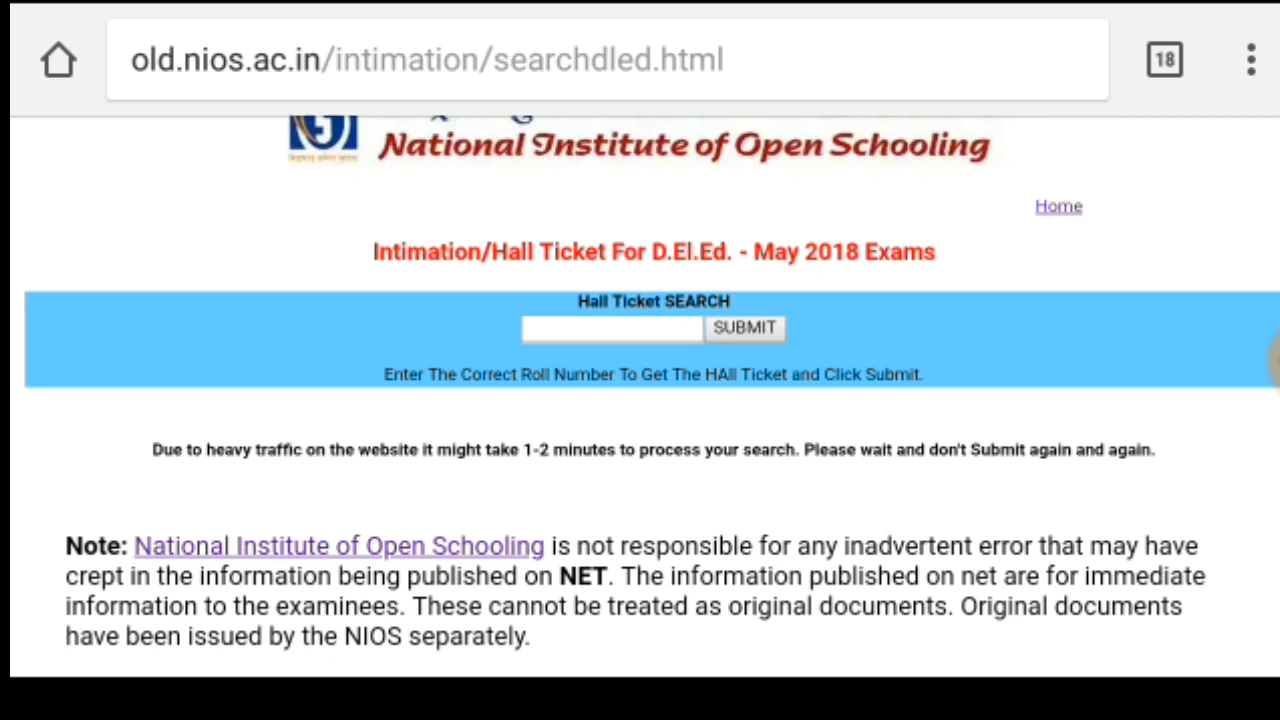 old.nios.ac.in/intimation/searchdled.html
18
National Institute of Open Schooling
Home
Intimation/Hall Ticket For D.El.Ed. - May 2018 Exams
Hall Ticket SEARCH
SUBMIT
Enter The Correct Roll Number To Get The HAll Ticket and Click Submit.
Due to heavy traffic on the website it might take 1-2 minutes to process your search. Please wait and don't Submit again and again.
Note: National Institute of Open Schooling is not responsible for any inadvertent error that may have
crept in the information being published on NET. The information published on net are for immediate
information to the examinees. These cannot be treated as original documents. Original documents
have been issued by the NIOS separately.